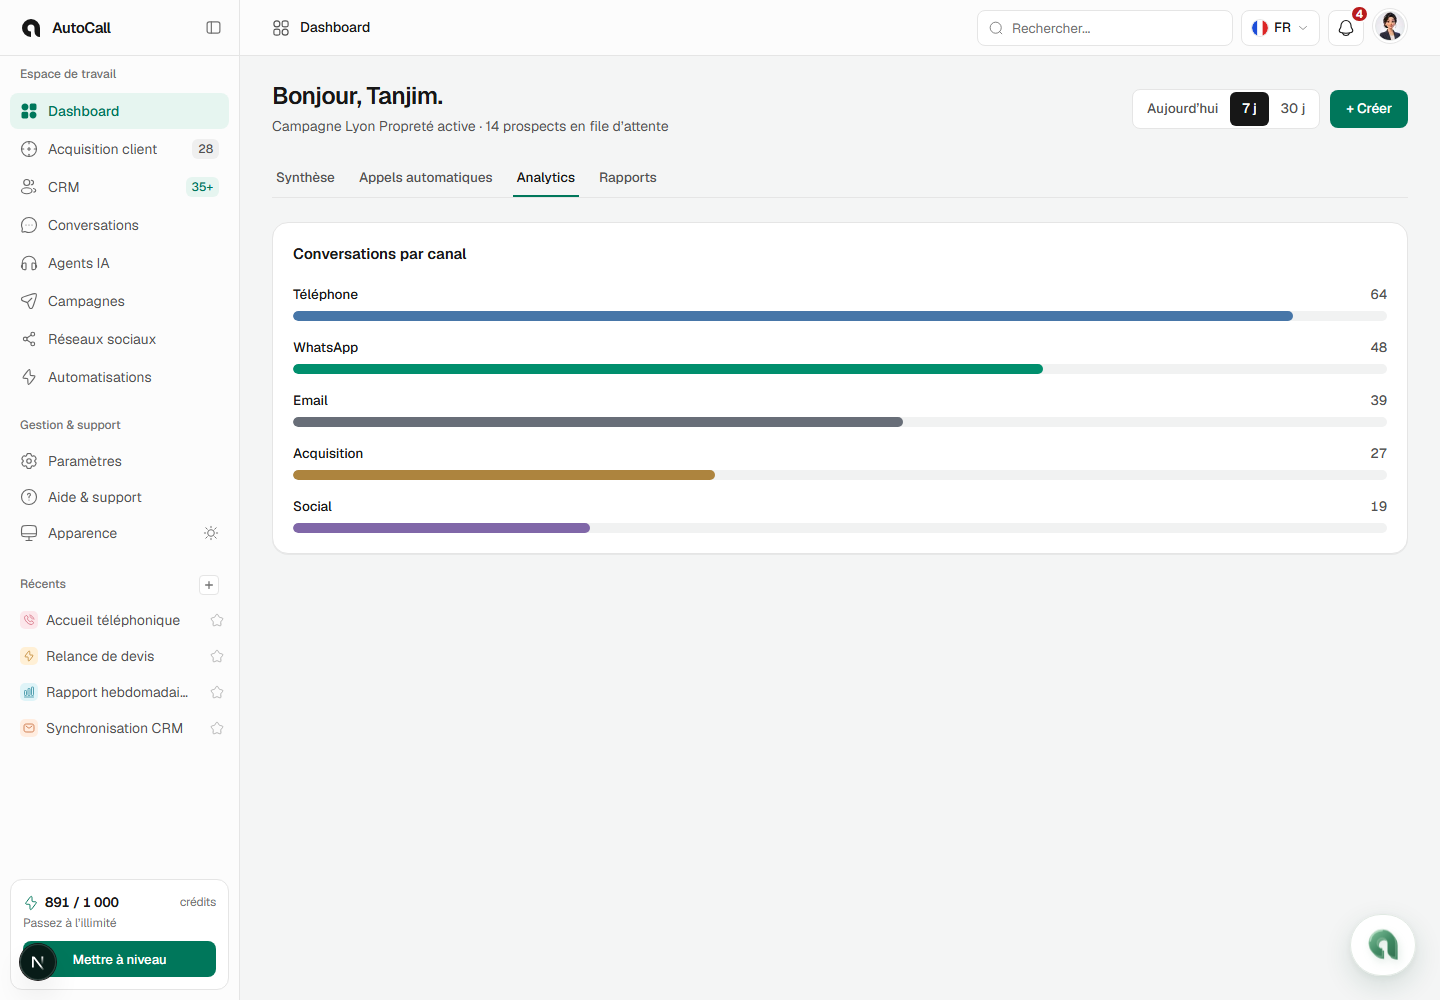 AutoCall
Espace de travail
Dashboard
Acquisition client 28
CRM 35+
Conversations
Agents IA
Campagnes
Réseaux sociaux
Automatisations
Gestion & support
Paramètres
Aide & support
Apparence
Récents
+
Accueil téléphonique
Relance de devis
Rapport hebdomadai...
Synchronisation CRM
891 / 1 000 crédits
Passez à l'illimité
N
Mettre à niveau
Dashboard
Rechercher...
FR
4
Bonjour, Tanjim.
Campagne Lyon Propreté active · 14 prospects en file d'attente
Aujourd'hui 7 j 30 j
+ Créer
Synthèse Appels automatiques Analytics Rapports
Conversations par canal
Téléphone 64
WhatsApp 48
Email 39
Acquisition 27
Social 19